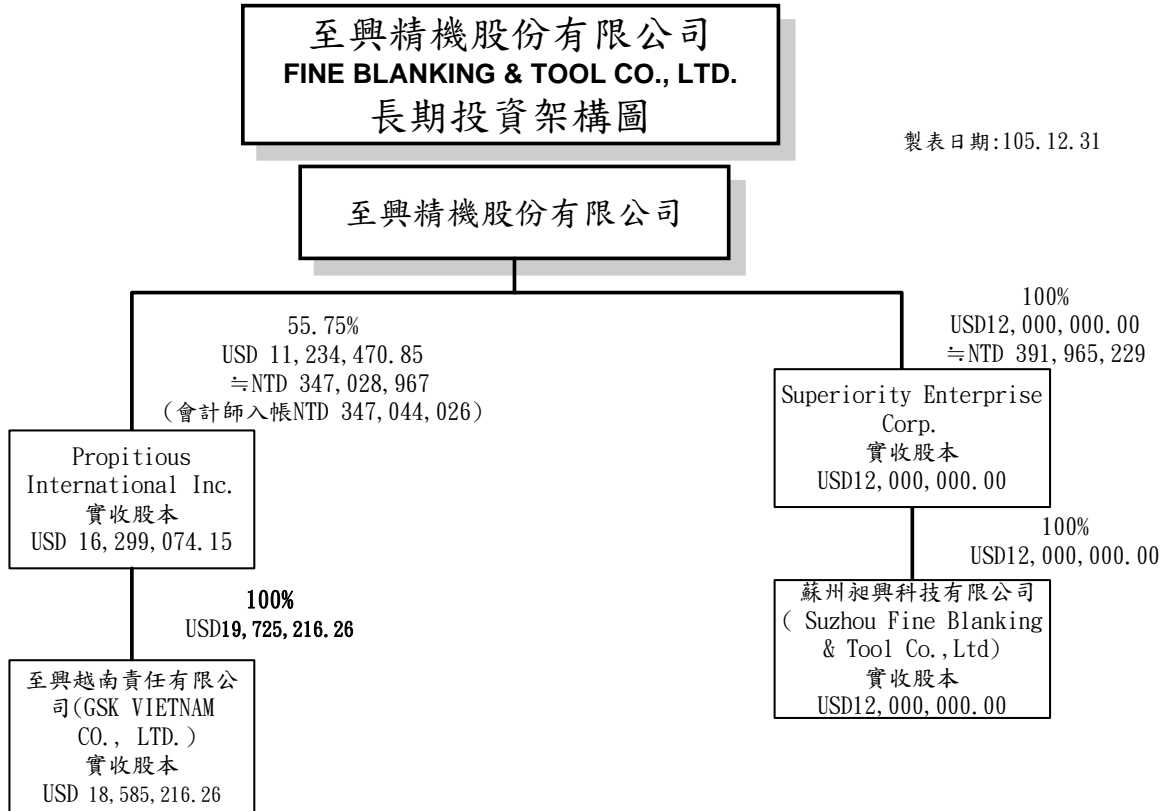 至興精機股份有限公司
FINE BLANKING & TOOL CO., LTD.
長期投資架構圖
製表日期:105.12.31
至興精機股份有限公司
55.75%
USD 11,234,470.85
≒NTD 347,028,967
(會計師入帳NTD 347,044,026)
100%
USD12,000,000.00
≒NTD 391,965,229
Propitious
International Inc.
實收股本
USD 16,299,074.15
Superiority Enterprise
Corp.
實收股本
USD12,000,000.00
100%
USD19,725,216.26
100%
USD12,000,000.00
至興越南責任有限公
司(GSK VIETNAM
CO., LTD.)
實收股本
USD 18,585,216.26
蘇州昶興科技有限公司
( Suzhou Fine Blanking
& Tool Co.,Ltd)
實收股本
USD12,000,000.00